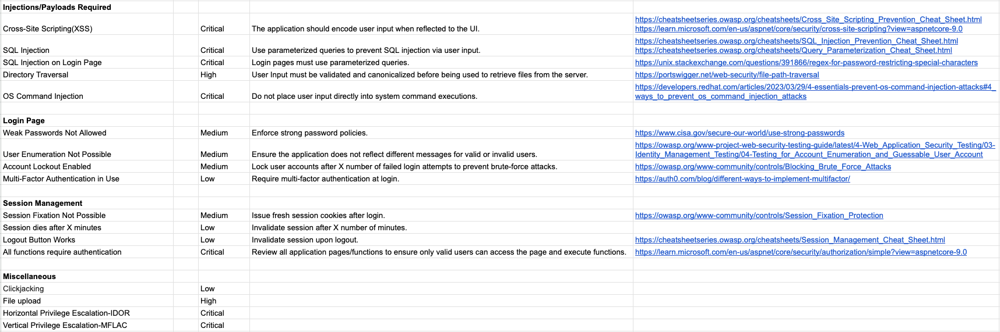 Injections/Payloads Required
https://cheatsheetseries.owasp.org/cheatsheets/Cross_Site_Scripting_Prevention_Cheat_Sheet.html
Cross-Site Scripting(XSS) Critical The application should encode user input when reflected to the UI. https://learn.microsoft.com/en-us/aspnet/core/security/cross-site-scripting?view=aspnetcore-9.0
https://cheatsheetseries.owasp.org/cheatsheets/SQL_Injection_Prevention_Cheat_Sheet.html
SQL Injection Critical Use parameterized queries to prevent SQL injection via user input. https://cheatsheetseries.owasp.org/cheatsheets/Query_Parameterization_Cheat_Sheet.html
SQL Injection on Login Page Critical Login pages must use parameterized queries. https://unix.stackexchange.com/questions/391866/regex-for-password-restricting-special-characters
Directory Traversal High User Input must be validated and canonicalized before being used to retrieve files from the server. https://portswigger.net/web-security/file-path-traversal
https://developers.redhat.com/articles/2023/03/29/4-essentials-prevent-os-command-injection-attacks#4_
OS Command Injection Critical Do not place user input directly into system command executions. ways_to_prevent_os_command_injection_attacks
Login Page
Weak Passwords Not Allowed Medium Enforce strong password policies. https://www.cisa.gov/secure-our-world/use-strong-passwords
https://owasp.org/www-project-web-security-testing-guide/latest/4-Web_Application_Security_Testing/03-
User Enumeration Not Possible Medium Ensure the application does not reflect different messages for valid or invalid users. Identity_Management_Testing/04-Testing_for_Account_Enumeration_and_Guessable_User_Account
Account Lockout Enabled Medium Lock user accounts after X number of failed login attempts to prevent brute-force attacks. https://owasp.org/www-community/controls/Blocking_Brute_Force_Attacks
Multi-Factor Authentication in Use Low Require multi-factor authentication at login. https://auth0.com/blog/different-ways-to-implement-multifactor/
Session Management
Session Fixation Not Possible Medium Issue fresh session cookies after login. https://owasp.org/www-community/controls/Session_Fixation_Protection
Session dies after X minutes Low Invalidate session after X number of minutes.
Logout Button Works Low Invalidate session upon logout. https://cheatsheetseries.owasp.org/cheatsheets/Session_Management_Cheat_Sheet.html
All functions require authentication Critical Review all application pages/functions to ensure only valid users can access the page and execute functions. https://learn.microsoft.com/en-us/aspnet/core/security/authorization/simple?view=aspnetcore-9.0
Miscellaneous
Clickjacking Low
File upload High
Horizontal Privilege Escalation-IDOR Critical
Vertical Privilege Escalation-MFLAC Critical